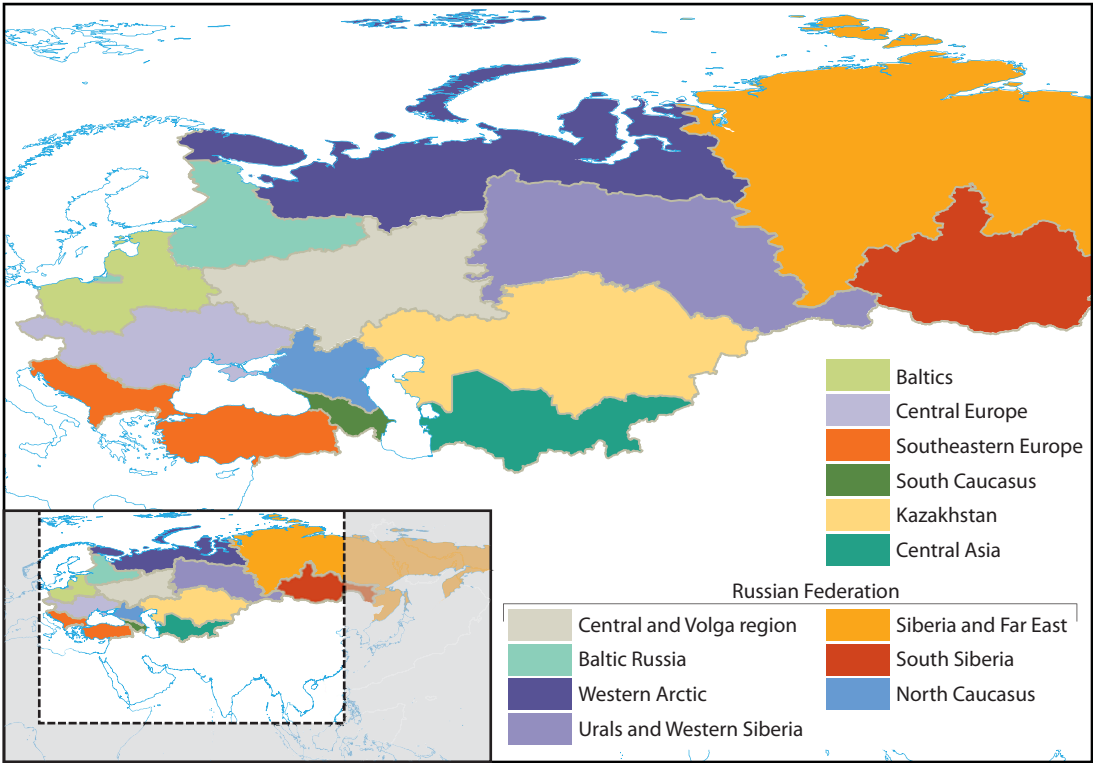 Baltics
Central Europe
Southeastern Europe
South Caucasus
Kazakhstan
Central Asia
Russian Federation
Central and Volga region
Baltic Russia
Western Arctic
Urals and Western Siberia
Siberia and Far East
South Siberia
North Caucasus